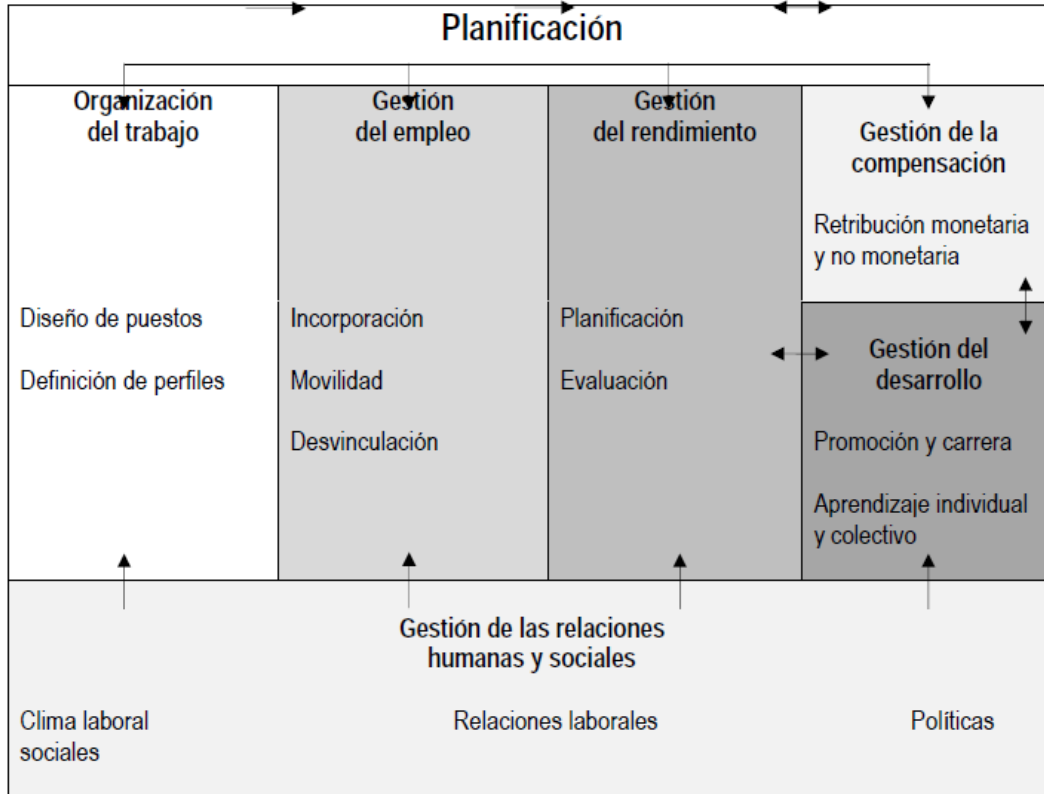 Planificación
Organización
del trabajo
Diseño de puestos
Definición de perfiles
Gestión
del empleo
Incorporación
Movilidad
Desvinculación
Gestión
del rendimiento
Planificación
Evaluación
Gestión de la
compensación
Retribución monetaria
y no monetaria
Gestión del
desarrollo
Promoción y carrera
Aprendizaje individual
y colectivo
Gestión de las relaciones
humanas y sociales
Clima laboral Relaciones laborales Políticas
sociales